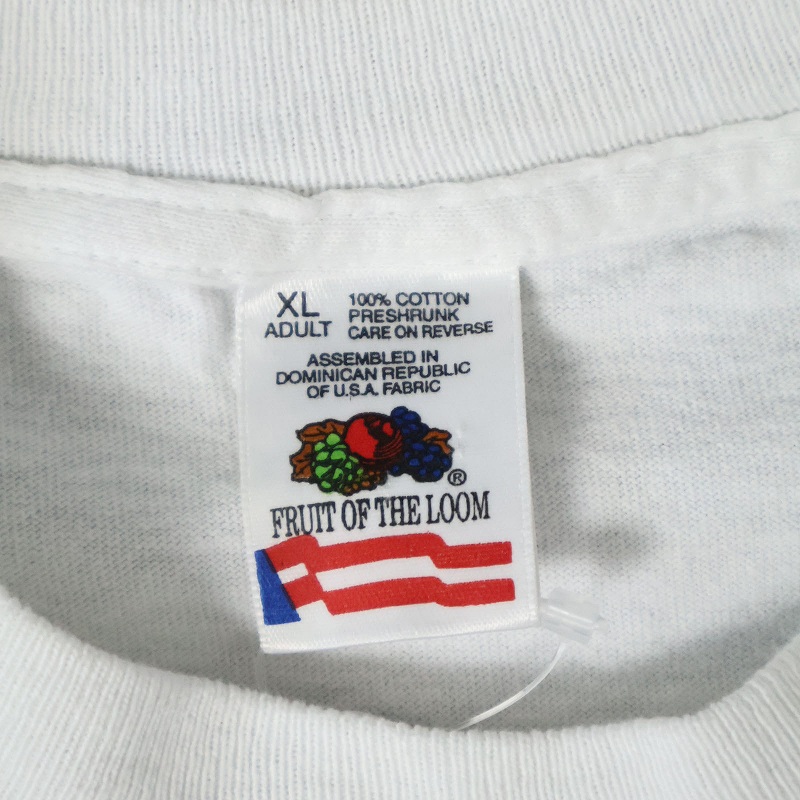 XL
ADULT
100% COTTON
PRESHRUNK
CARE ON REVERSE
ASSEMBLED IN
DOMINICAN REPUBLIC
OF U.S.A. FABRIC
®
FRUIT OF THE LOOM